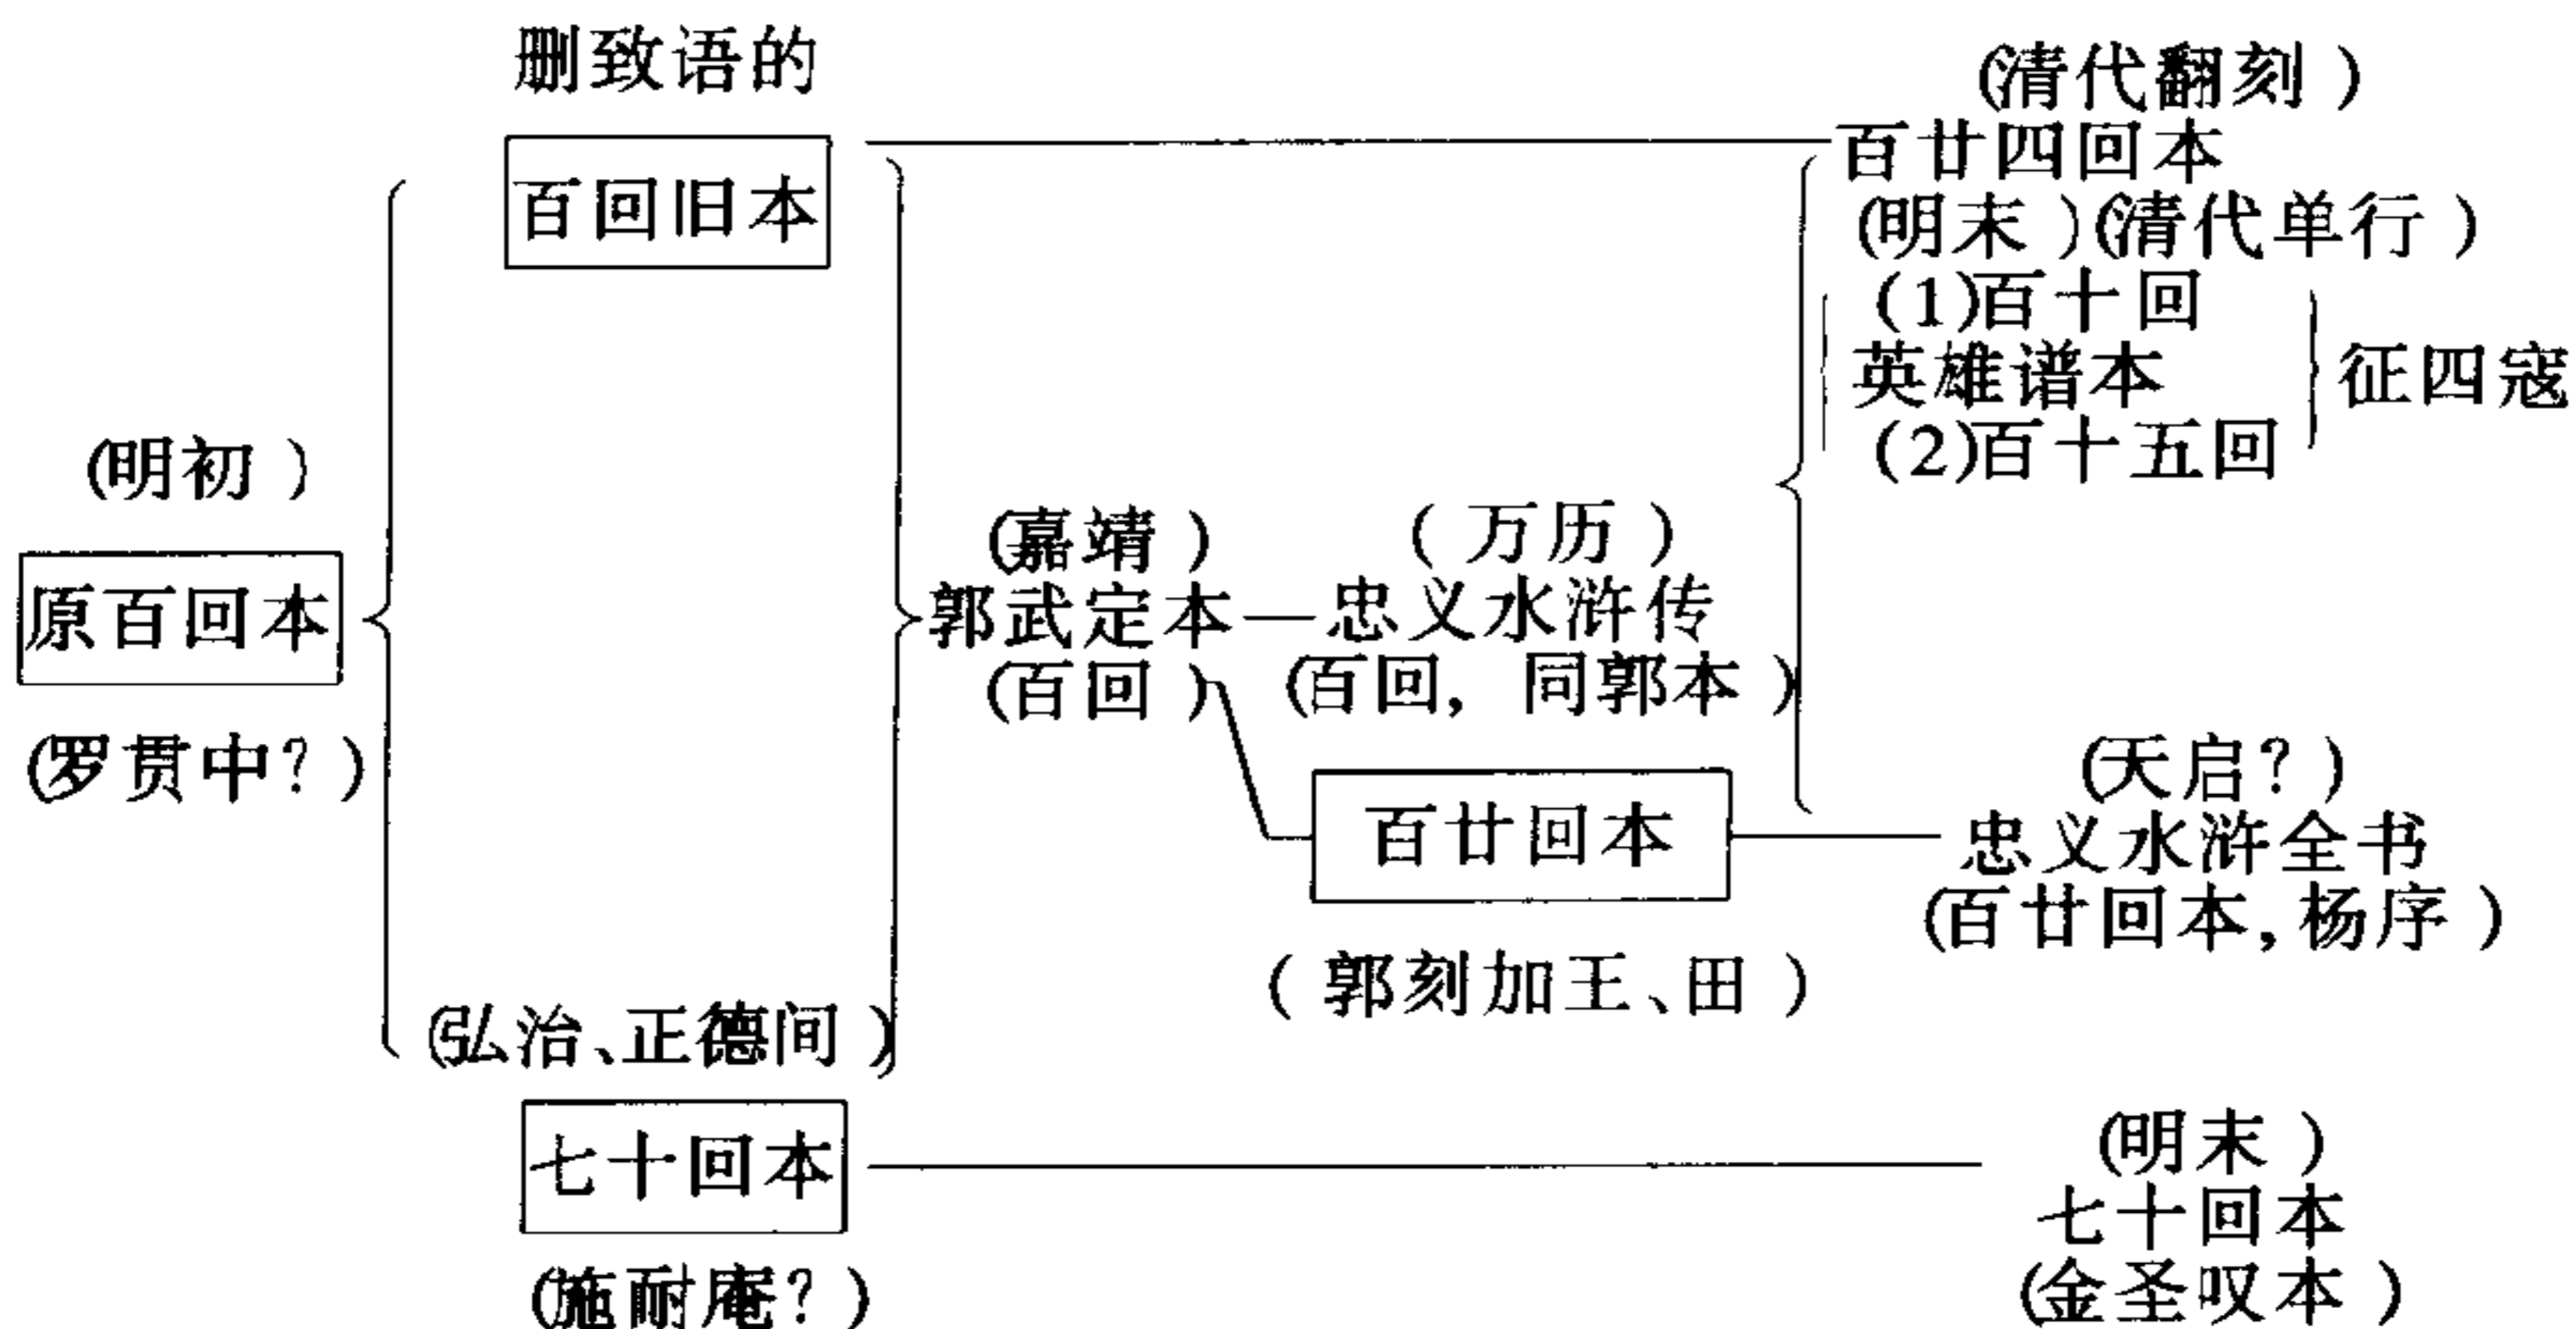 删致语的
百回旧本
(明初)
原百回本
(罗贯中?)
(弘治、正德间)
七十回本
(施耐庵?)
(嘉靖)
郭武定本
(百回)
(万历)
忠义水浒传
(百回, 同郭本)
百廿回本
(郭刻加王、田)
(清代翻刻)
百廿四回本
(明末)(清代单行)
(1)百十回
英雄谱本
(2)百十五回
征四寇
(天启?)
忠义水浒全书
(百廿回本,杨序)
(明末)
七十回本
(金圣叹本)